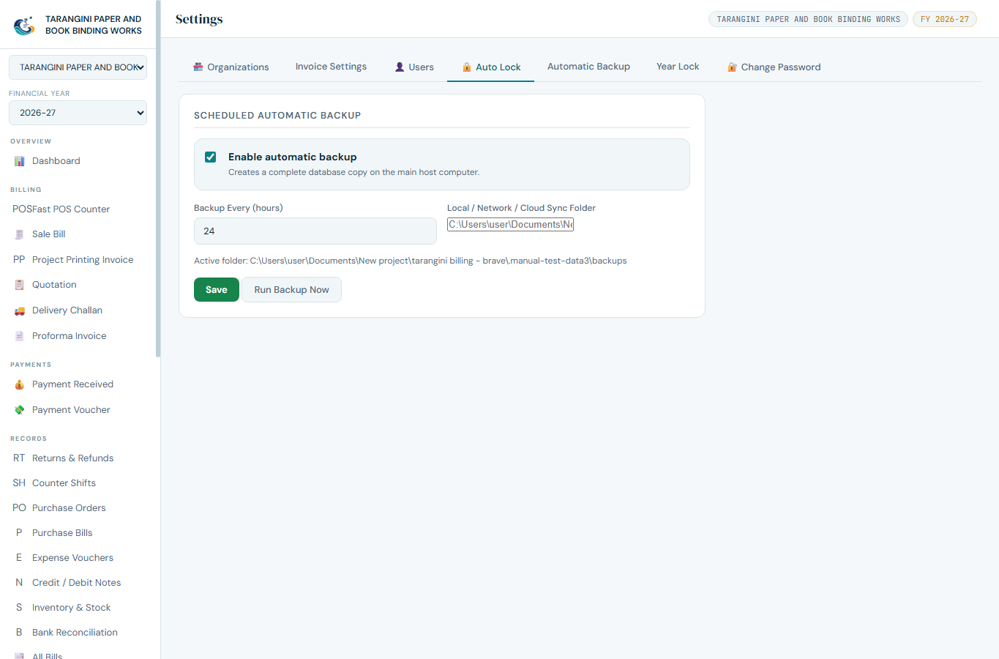 TARANGINI PAPER AND
BOOK BINDING WORKS
TARANGINI PAPER AND BOOK
FINANCIAL YEAR
2026-27
OVERVIEW
Dashboard
BILLING
POS Fast POS Counter
Sale Bill
PP Project Printing Invoice
Quotation
Delivery Challan
Proforma Invoice
PAYMENTS
Payment Received
Payment Voucher
RECORDS
RT Returns & Refunds
SH Counter Shifts
PO Purchase Orders
P Purchase Bills
E Expense Vouchers
N Credit / Debit Notes
S Inventory & Stock
B Bank Reconciliation
All Bills
Settings
TARANGINI PAPER AND BOOK BINDING WORKS
FY 2026-27
Organizations
Invoice Settings
Users
Auto Lock
Automatic Backup
Year Lock
Change Password
SCHEDULED AUTOMATIC BACKUP
Enable automatic backup
Creates a complete database copy on the main host computer.
Backup Every (hours)
24
Local / Network / Cloud Sync Folder
C:\Users\user\Documents\Ne
Active folder: C:\Users\user\Documents\New project\tarangini billing - brave\.manual-test-data3\backups
Save
Run Backup Now